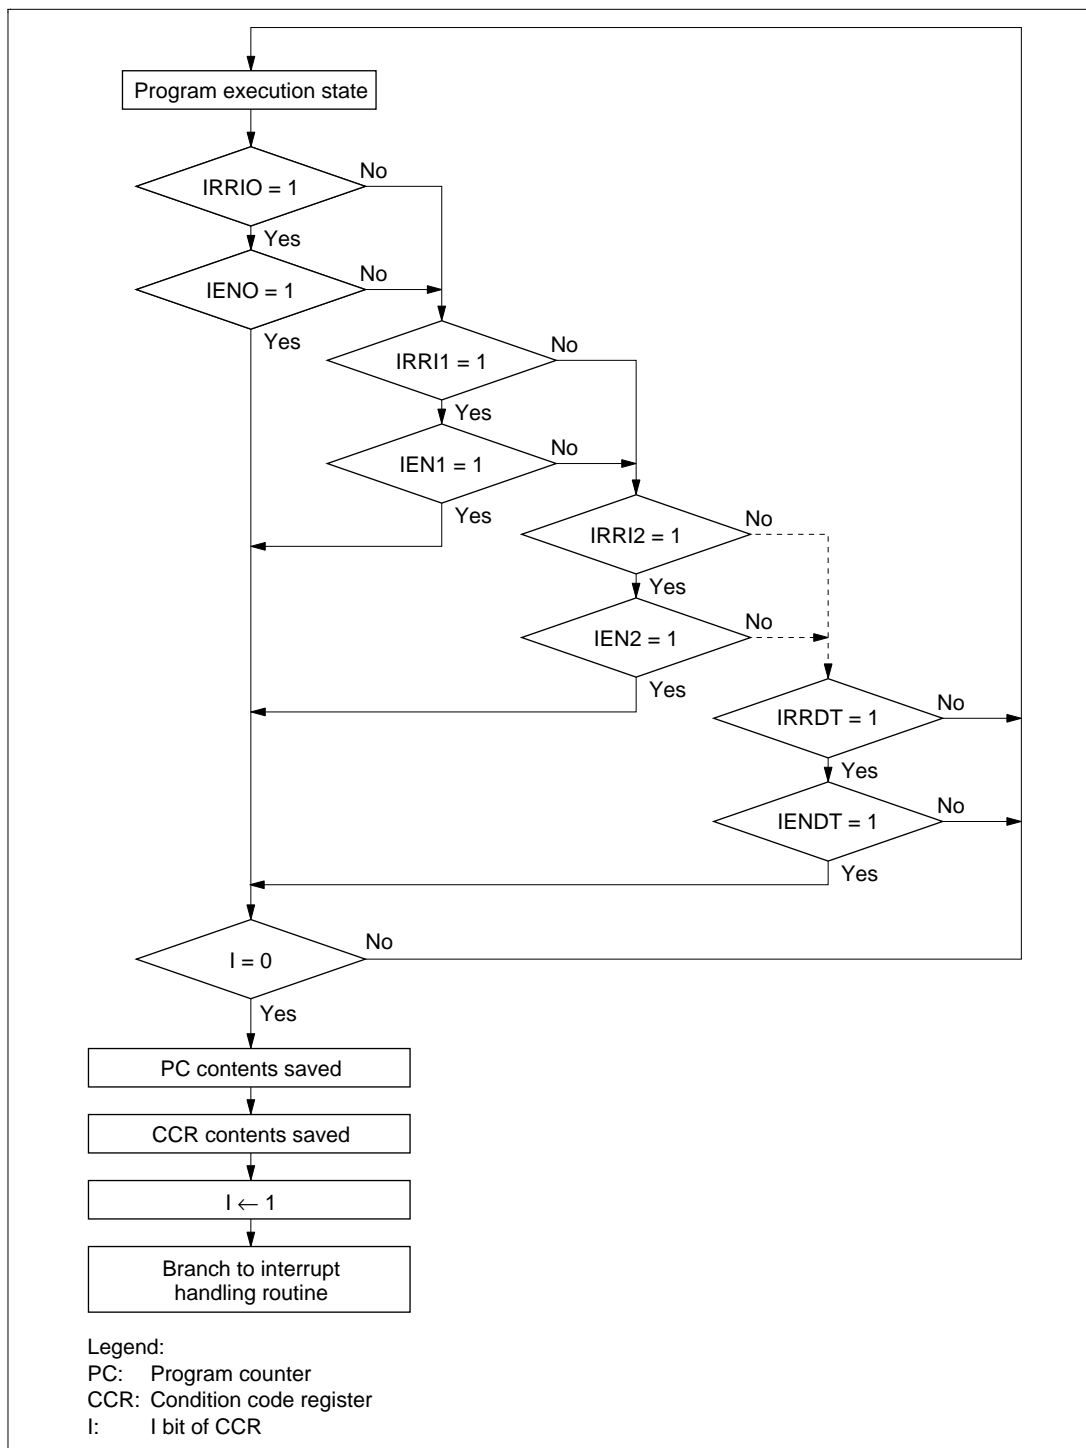 Program execution state
IRRIO = 1
No
Yes
IENO = 1
No
Yes
IRRI1 = 1
No
Yes
IEN1 = 1
No
Yes
IRRI2 = 1
No
Yes
IEN2 = 1
No
Yes
IRRDT = 1
No
Yes
IENDT = 1
No
Yes
I = 0
No
Yes
PC contents saved
CCR contents saved
I ← 1
Branch to interrupt
handling routine
Legend:
PC: Program counter
CCR: Condition code register
I: I bit of CCR